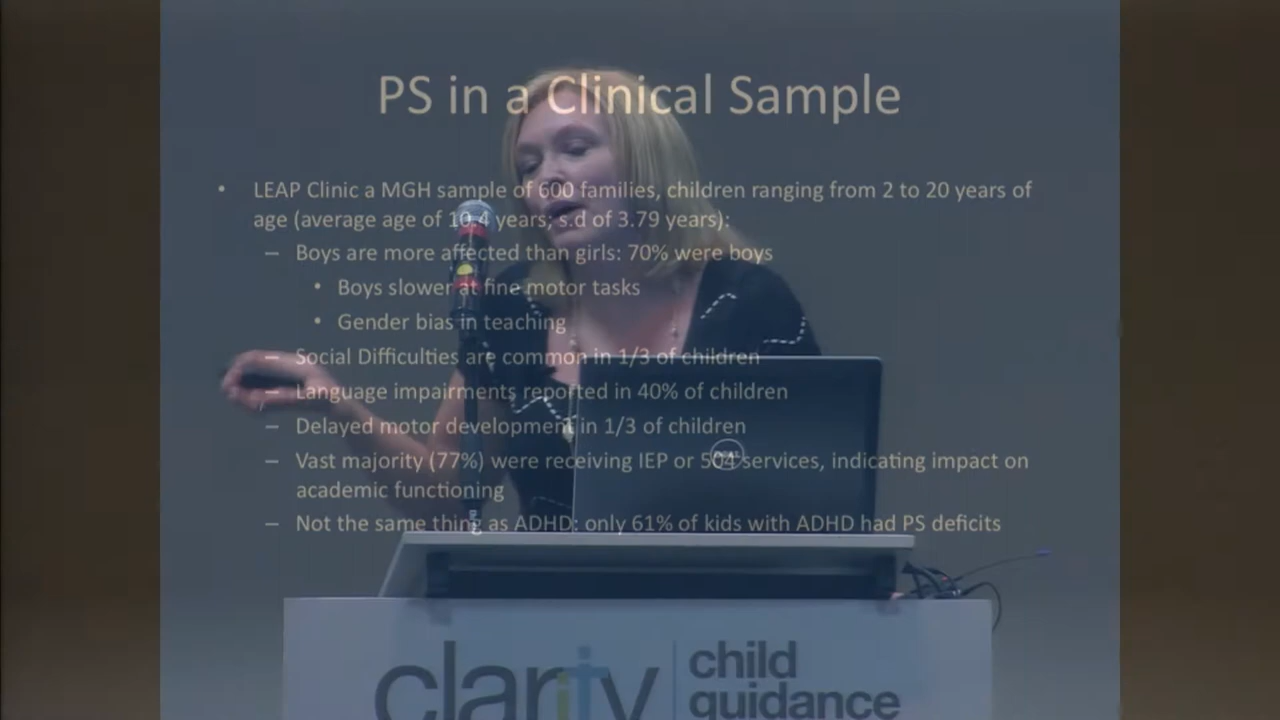 PS in a Clinical Sample
• LEAP Clinic a MGH sample of 600 families, children ranging from 2 to 20 years of
age (average age of 10.4 years; s.d of 3.79 years):
– Boys are more affected than girls: 70% were boys
• Boys slower at fine motor tasks
• Gender bias in teaching
– Social Difficulties are common in 1/3 of children
– Language impairments reported in 40% of children
– Delayed motor development in 1/3 of children
– Vast majority (77%) were receiving IEP or 504 services, indicating impact on
academic functioning
– Not the same thing as ADHD: only 61% of kids with ADHD had PS deficits
DELL
clarity child
guidance